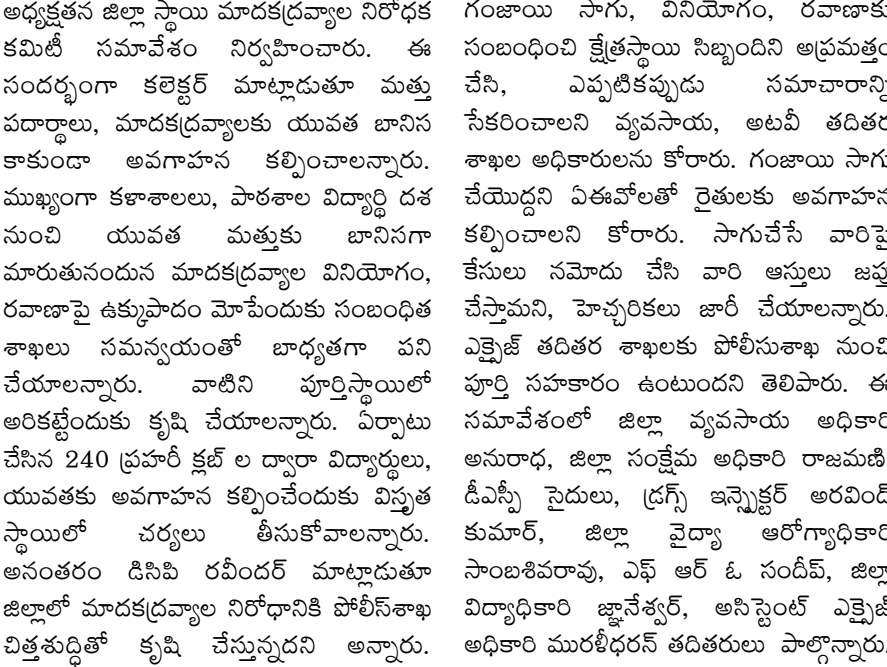 అధ్యక్షతన జిల్లా స్థాయి మాదకద్రవ్యాల నిరోధక
కమిటీ సమావేశం నిర్వహించారు. ఈ
సందర్భంగా కలెక్టర్ మాట్లాడుతూ మత్తు
పదార్థాలు, మాదకద్రవ్యాలకు యువత బానిస
కాకుండా అవగాహన కల్పించాలన్నారు.
ముఖ్యంగా కళాశాలలు, పాఠశాల విద్యార్థి దశ
నుంచి యువత మత్తుకు బానిసగా
మారుతునందున మాదకద్రవ్యాల వినియోగం,
రవాణాపై ఉక్కుపాదం మోపేందుకు సంబంధిత
శాఖలు సమన్వయంతో బాధ్యతగా పని
చేయాలన్నారు. వాటిని పూర్తిస్థాయిలో
అరికట్టేందుకు కృషి చేయాలన్నారు. ఏర్పాటు
చేసిన 240 ప్రహరీ క్లబ్ ల ద్వారా విద్యార్థులు,
యువతకు అవగాహన కల్పించేందుకు విస్తృత
స్థాయిలో చర్యలు తీసుకోవాలన్నారు.
అనంతరం డిసిపి రవీందర్ మాట్లాడుతూ
జిల్లాలో మాదకద్రవ్యాల నిరోధానికి పోలీస్‌శాఖ
చిత్తశుద్ధితో కృషి చేస్తున్నదని అన్నారు.
గంజాయి సాగు, వినియోగం, రవాణాకు
సంబంధించి క్షేత్రస్థాయి సిబ్బందిని అప్రమత్తం
చేసి, ఎప్పటికప్పుడు సమాచారాన్ని
సేకరించాలని వ్యవసాయ, అటవీ తదితర
శాఖల అధికారులను కోరారు. గంజాయి సాగు
చేయొద్దని ఏఈవోలతో రైతులకు అవగాహన
కల్పించాలని కోరారు. సాగుచేసే వారిపై
కేసులు నమోదు చేసి వారి ఆస్తులు జప్తు
చేస్తామని, హెచ్చరికలు జారీ చేయాలన్నారు.
ఎక్సైజ్ తదితర శాఖలకు పోలీసుశాఖ నుంచి
పూర్తి సహకారం ఉంటుందని తెలిపారు. ఈ
సమావేశంలో జిల్లా వ్యవసాయ అధికారి
అనురాధ, జిల్లా సంక్షేమ అధికారి రాజమణి,
డీఎస్పీ సైదులు, డ్రగ్స్ ఇన్స్పెక్టర్ అరవింద్
కుమార్, జిల్లా వైద్యా ఆరోగ్యాధికారి
సాంబశివరావు, ఎఫ్ ఆర్ ఓ సందీప్, జిల్లా
విద్యాధికారి జ్ఞానేశ్వర్, అసిస్టెంట్ ఎక్సైజ్
అధికారి మురళీధరన్ తదితరులు పాల్గొన్నారు.